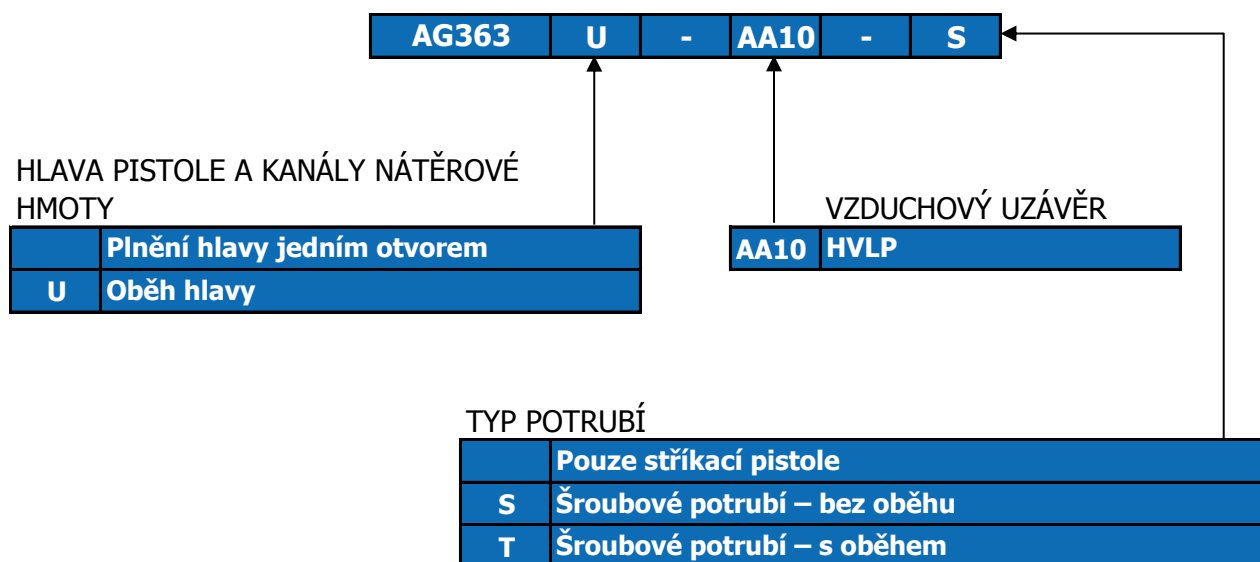 AG363 U - AA10 - S
HLAVA PISTOLE A KANÁLY NÁTĚROVÉ
HMOTY
Plnění hlavy jedním otvorem
U Oběh hlavy
VZDUCHOVÝ UZÁVĚR
AA10 HVLP
TYP POTRUBÍ
Pouze stříkací pistole
S Šroubové potrubí – bez oběhu
T Šroubové potrubí – s oběhem